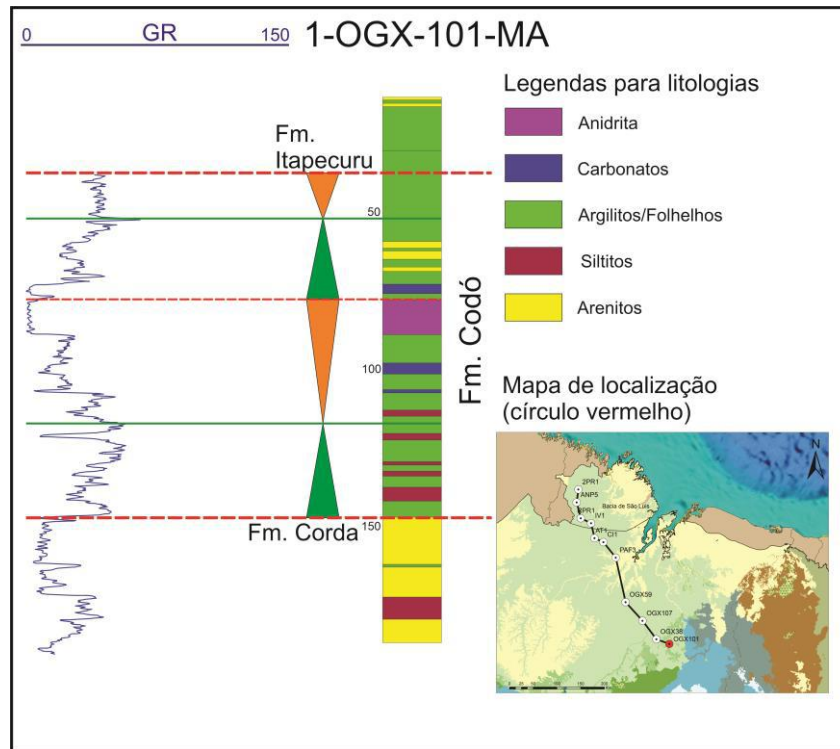 0 GR 150
1-OGX-101-MA
Fm.
Itapecuru
50
100
150
Fm. Corda
Fm. Codó
Legendas para litologias
Anidrita
Carbonatos
Argilitos/Folhelhos
Siltitos
Arenitos
Mapa de localização
(círculo vermelho)
N
2PR1
ANP5
IV1
Bacia de São Luís
CI1
PAF3
OGX59
OGX107
OGX38
OGX101